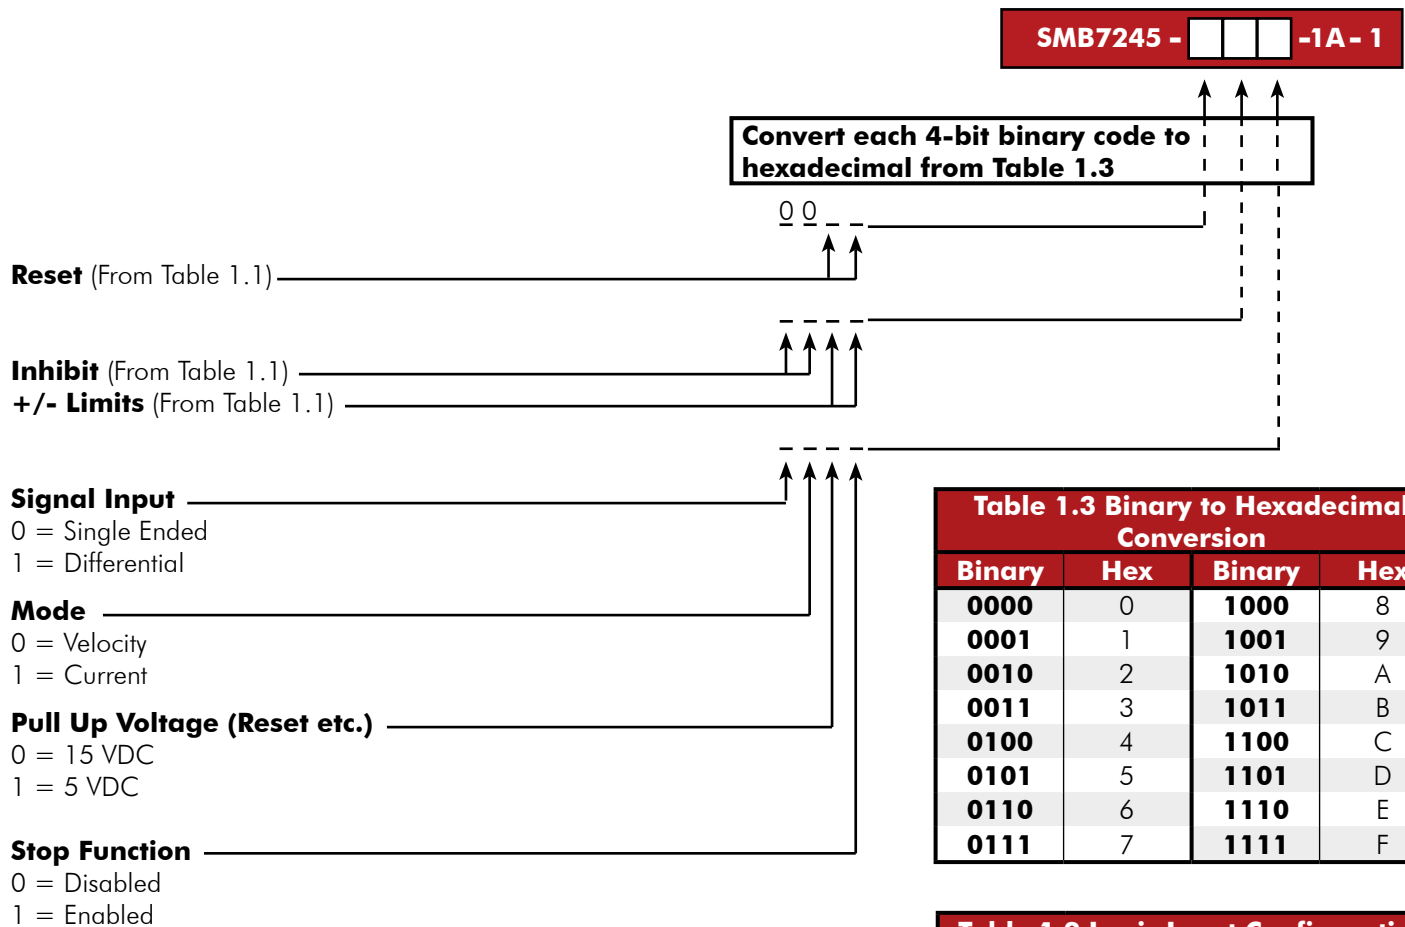 SMB7245 - -1A - 1
Convert each 4-bit binary code to
hexadecimal from Table 1.3
0 0
Reset (From Table 1.1)
Inhibit (From Table 1.1)
+/- Limits (From Table 1.1)
Signal Input
0 = Single Ended
1 = Differential
Mode
0 = Velocity
1 = Current
Pull Up Voltage (Reset etc.)
0 = 15 VDC
1 = 5 VDC
Stop Function
0 = Disabled
1 = Enabled
Table 1.3 Binary to Hexadecimal
Conversion
Binary Hex Binary Hex
0000 0 1000 8
0001 1 1001 9
0010 2 1010 A
0011 3 1011 B
0100 4 1100 C
0101 5 1101 D
0110 6 1110 E
0111 7 1111 F